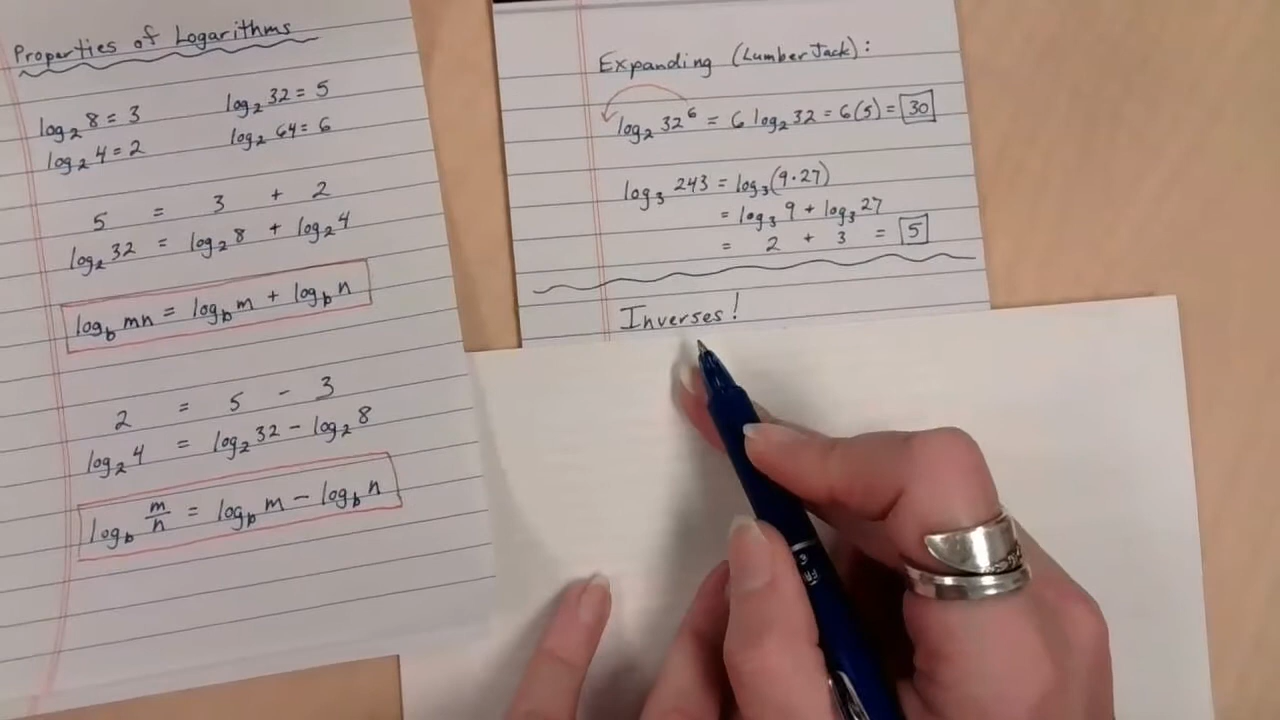 Properties of Logarithms
log₂ 8 = 3    log₂ 32 = 5
log₂ 4 = 2    log₂ 64 = 6
5 = 3 + 2
log₂ 32 = log₂ 8 + log₂ 4
log_b mn = log_b m + log_b n
2 = 5 - 3
log₂ 4 = log₂ 32 - log₂ 8
log_b m/n = log_b m - log_b n
Expanding (LumberJack):
log₂ 32⁶ = 6 log₂ 32 = 6(5) = 30
log₃ 243 = log₃(9·27)
= log₃ 9 + log₃ 27
= 2 + 3 = 5
Inverses!